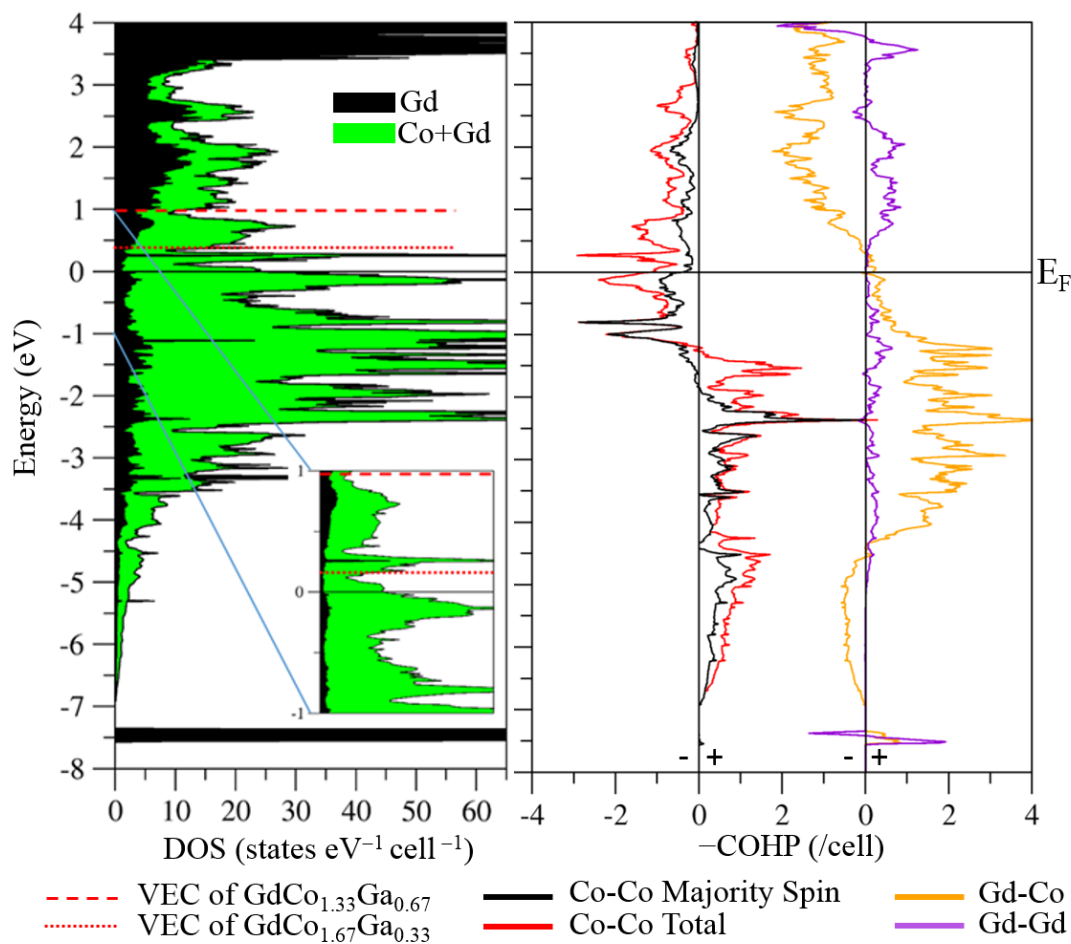 4
3
2
1
0
-1
-2
-3
-4
-5
-6
-7
-8
Energy (eV)
Gd
Co+Gd
1
0
-1
0 10 20 30 40 50 60
DOS (states eV⁻¹ cell⁻¹)
E_F
- +
- +
-4 -2 0 2 0 2 4
−COHP (/cell)
VEC of GdCo₁.₃₃Ga₀.₆₇
VEC of GdCo₁.₆₇Ga₀.₃₃
Co-Co Majority Spin
Co-Co Total
Gd-Co
Gd-Gd